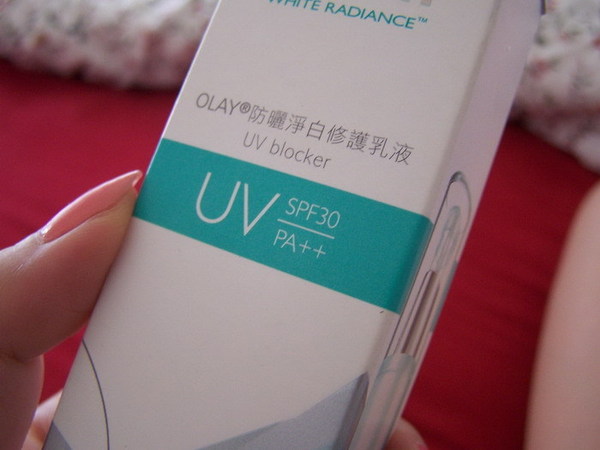 WHITE RADIANCE™
OLAY®防曬淨白修護乳液
UV blocker
UV SPF30
PA++